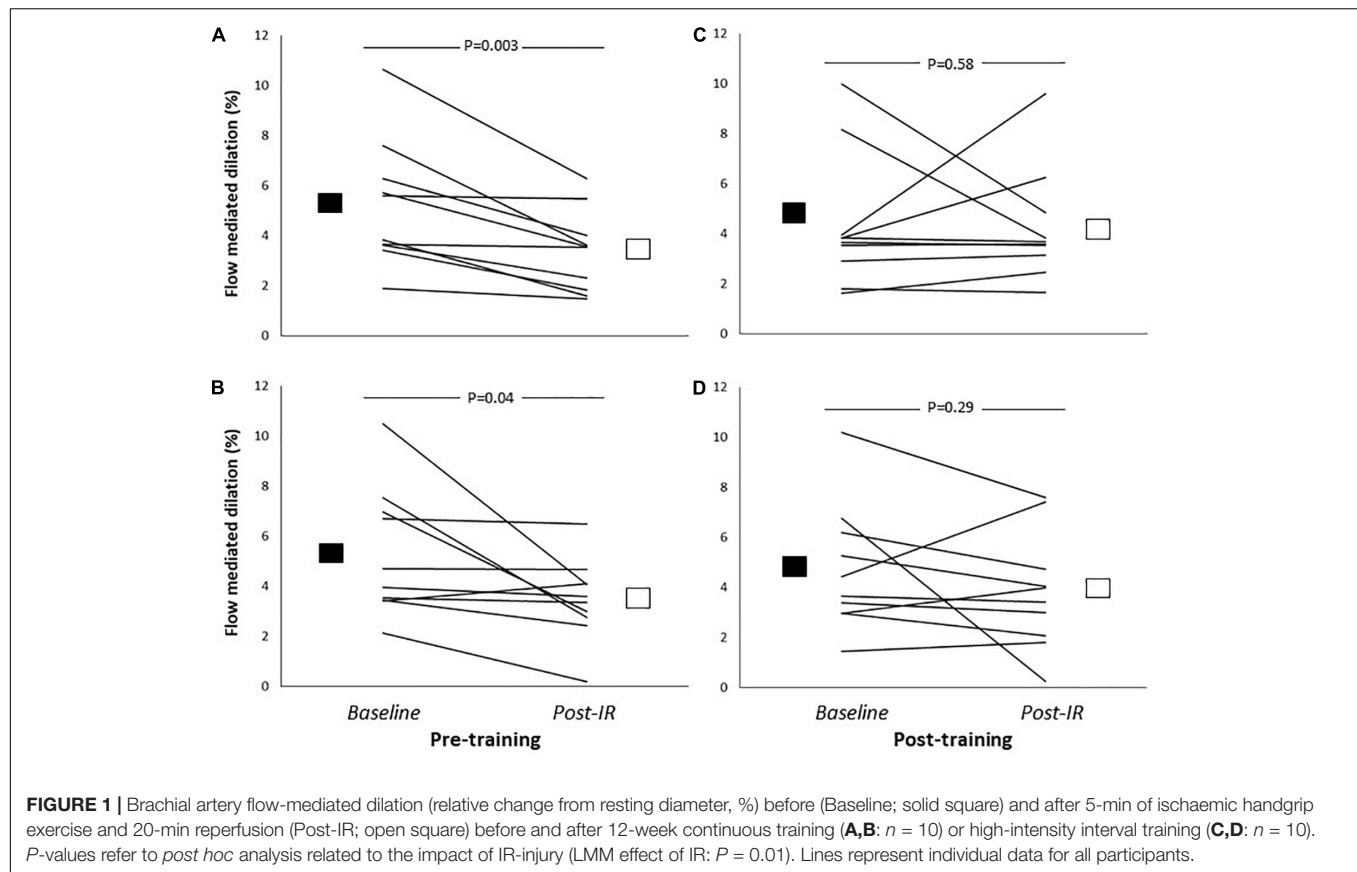 A
12
10
8
6
4
2
0
Flow mediated dilation (%)
P=0.003
C
12
10
8
6
4
2
0
P=0.58
B
12
10
8
6
4
2
0
Flow mediated dilation (%)
P=0.04
Baseline
Post-IR
Pre-training
D
12
10
8
6
4
2
0
P=0.29
Baseline
Post-IR
Post-training
FIGURE 1 | Brachial artery flow-mediated dilation (relative change from resting diameter, %) before (Baseline; solid square) and after 5-min of ischaemic handgrip
exercise and 20-min reperfusion (Post-IR; open square) before and after 12-week continuous training (A,B: n = 10) or high-intensity interval training (C,D: n = 10).
P-values refer to post hoc analysis related to the impact of IR-injury (LMM effect of IR: P = 0.01). Lines represent individual data for all participants.